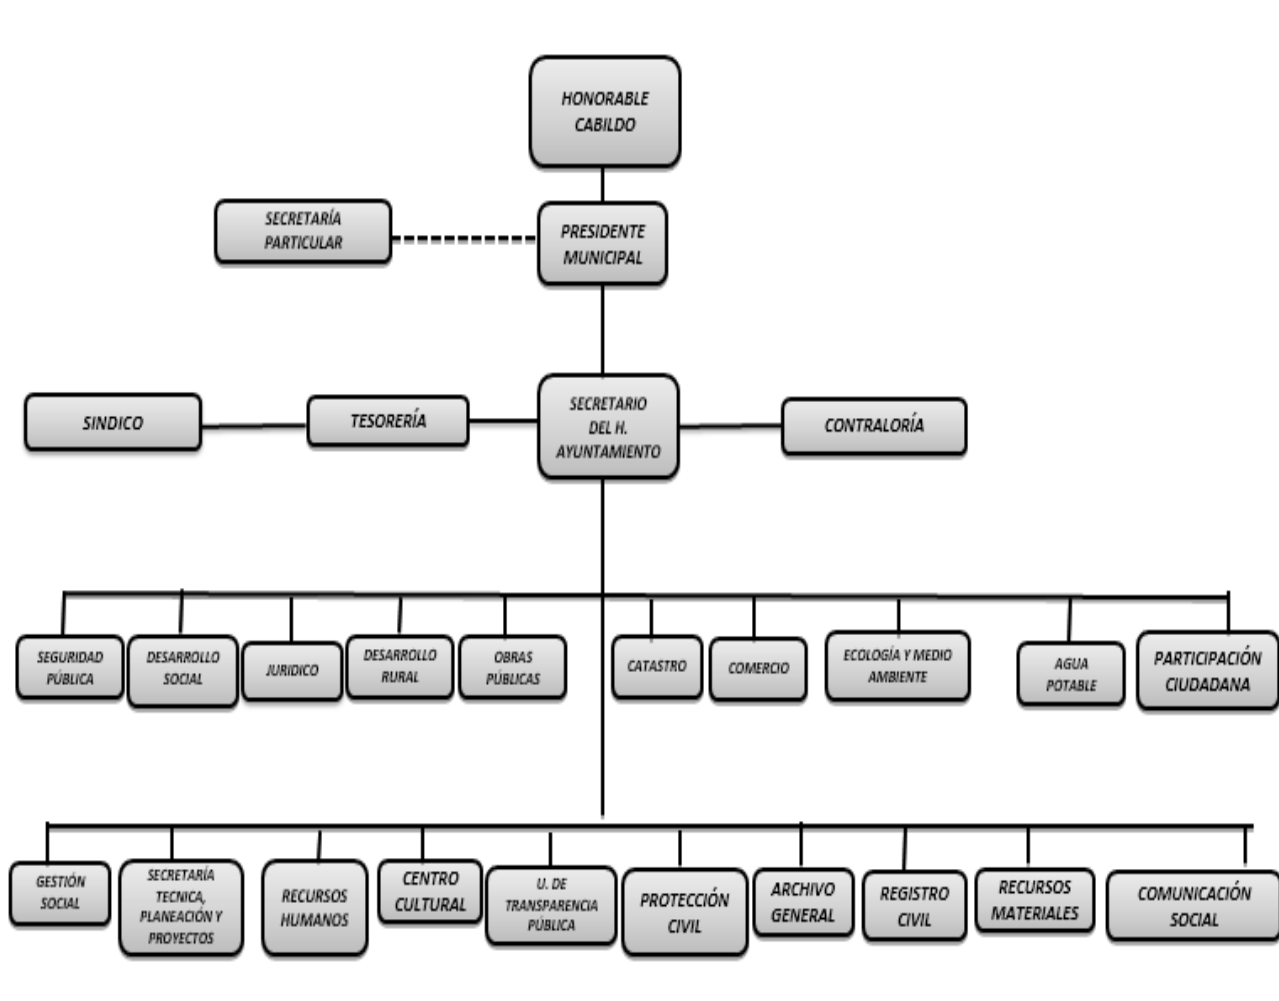 HONORABLE
CABILDO
SECRETARÍA
PARTICULAR
PRESIDENTE
MUNICIPAL
SINDICO
TESORERÍA
SECRETARIO
DEL H.
AYUNTAMIENTO
CONTRALORÍA
SEGURIDAD
PÚBLICA
DESARROLLO
SOCIAL
JURIDICO
DESARROLLO
RURAL
OBRAS
PÚBLICAS
CATASTRO
COMERCIO
ECOLOGÍA Y MEDIO
AMBIENTE
AGUA
POTABLE
PARTICIPACIÓN
CIUDADANA
GESTIÓN
SOCIAL
SECRETARÍA
TECNICA,
PLANEACIÓN Y
PROYECTOS
RECURSOS
HUMANOS
CENTRO
CULTURAL
U. DE
TRANSPARENCIA
PÚBLICA
PROTECCIÓN
CIVIL
ARCHIVO
GENERAL
REGISTRO
CIVIL
RECURSOS
MATERIALES
COMUNICACIÓN
SOCIAL